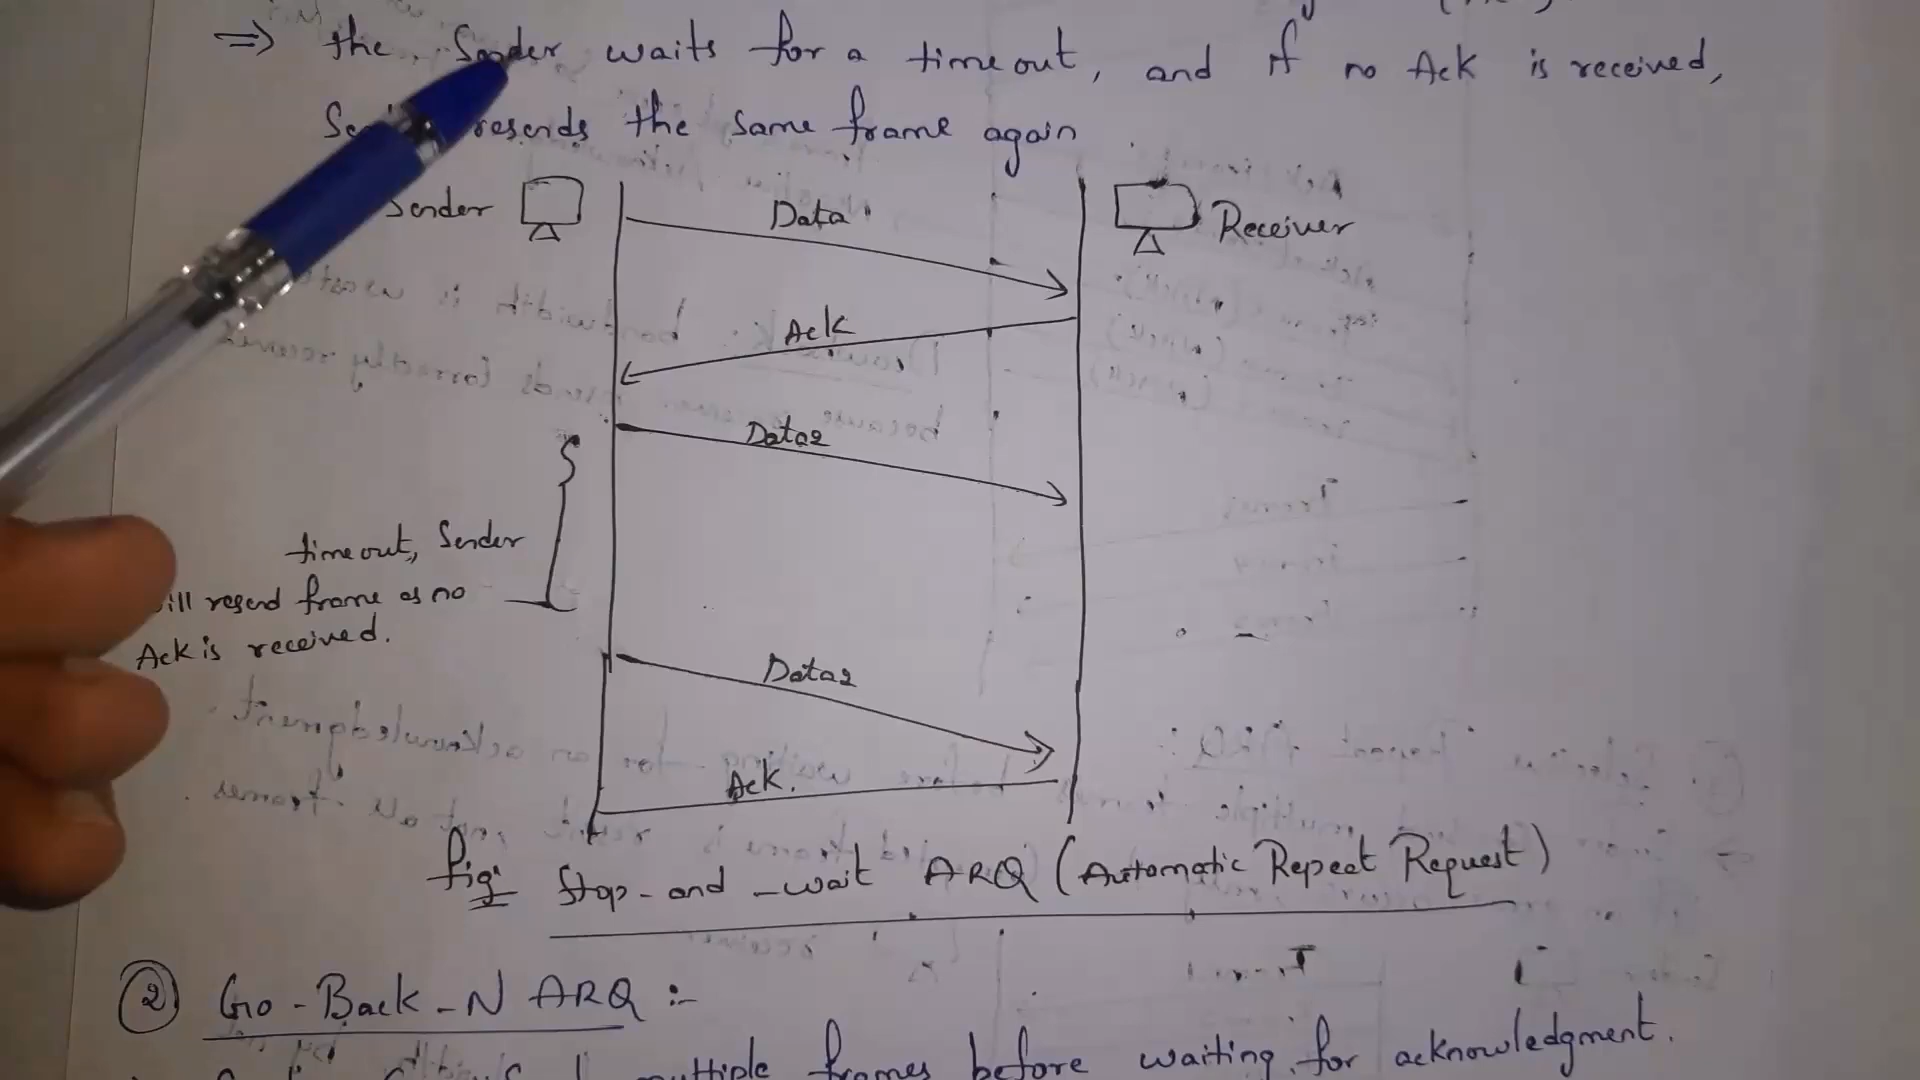 ⇒ the Sender waits for a timeout, and if no Ack is received,
resends the same frame again
Sender
Data
Receiver
Ack
Data2
timeout, Sender
will resend frame as no
Ack is received.
Data2
Ack.
fig: Stop-and-wait ARQ (Automatic Repeat Request)
② Go-Back-N ARQ :-
multiple frames before waiting for acknowledgment.